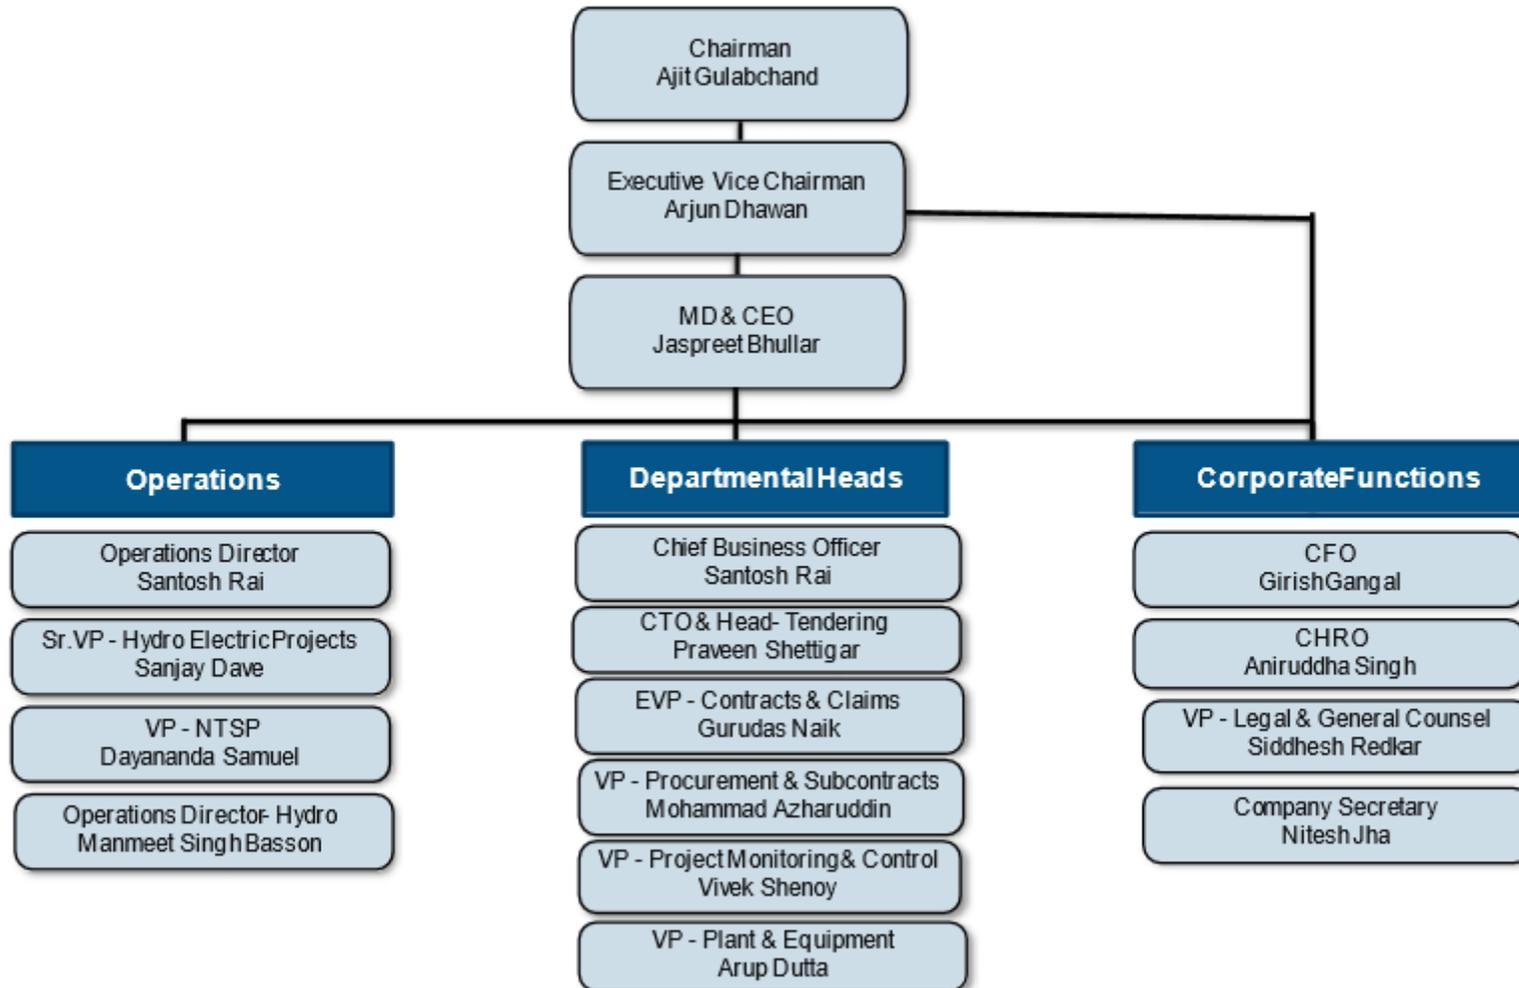 Chairman
Ajit Gulabchand
Executive Vice Chairman
Arjun Dhawan
MD & CEO
Jaspreet Bhullar
Operations
Operations Director
Santosh Rai
Sr.VP - Hydro Electric Projects
Sanjay Dave
VP - NTSP
Dayananda Samuel
Operations Director- Hydro
Manmeet Singh Basson
Departmental Heads
Chief Business Officer
Santosh Rai
CTO & Head- Tendering
Praveen Shettigar
EVP - Contracts & Claims
Gurudas Naik
VP - Procurement & Subcontracts
Mohammad Azharuddin
VP - Project Monitoring & Control
Vivek Shenoy
VP - Plant & Equipment
Arup Dutta
Corporate Functions
CFO
Girish Gangal
CHRO
Aniruddha Singh
VP - Legal & General Counsel
Siddhesh Redkar
Company Secretary
Nitesh Jha